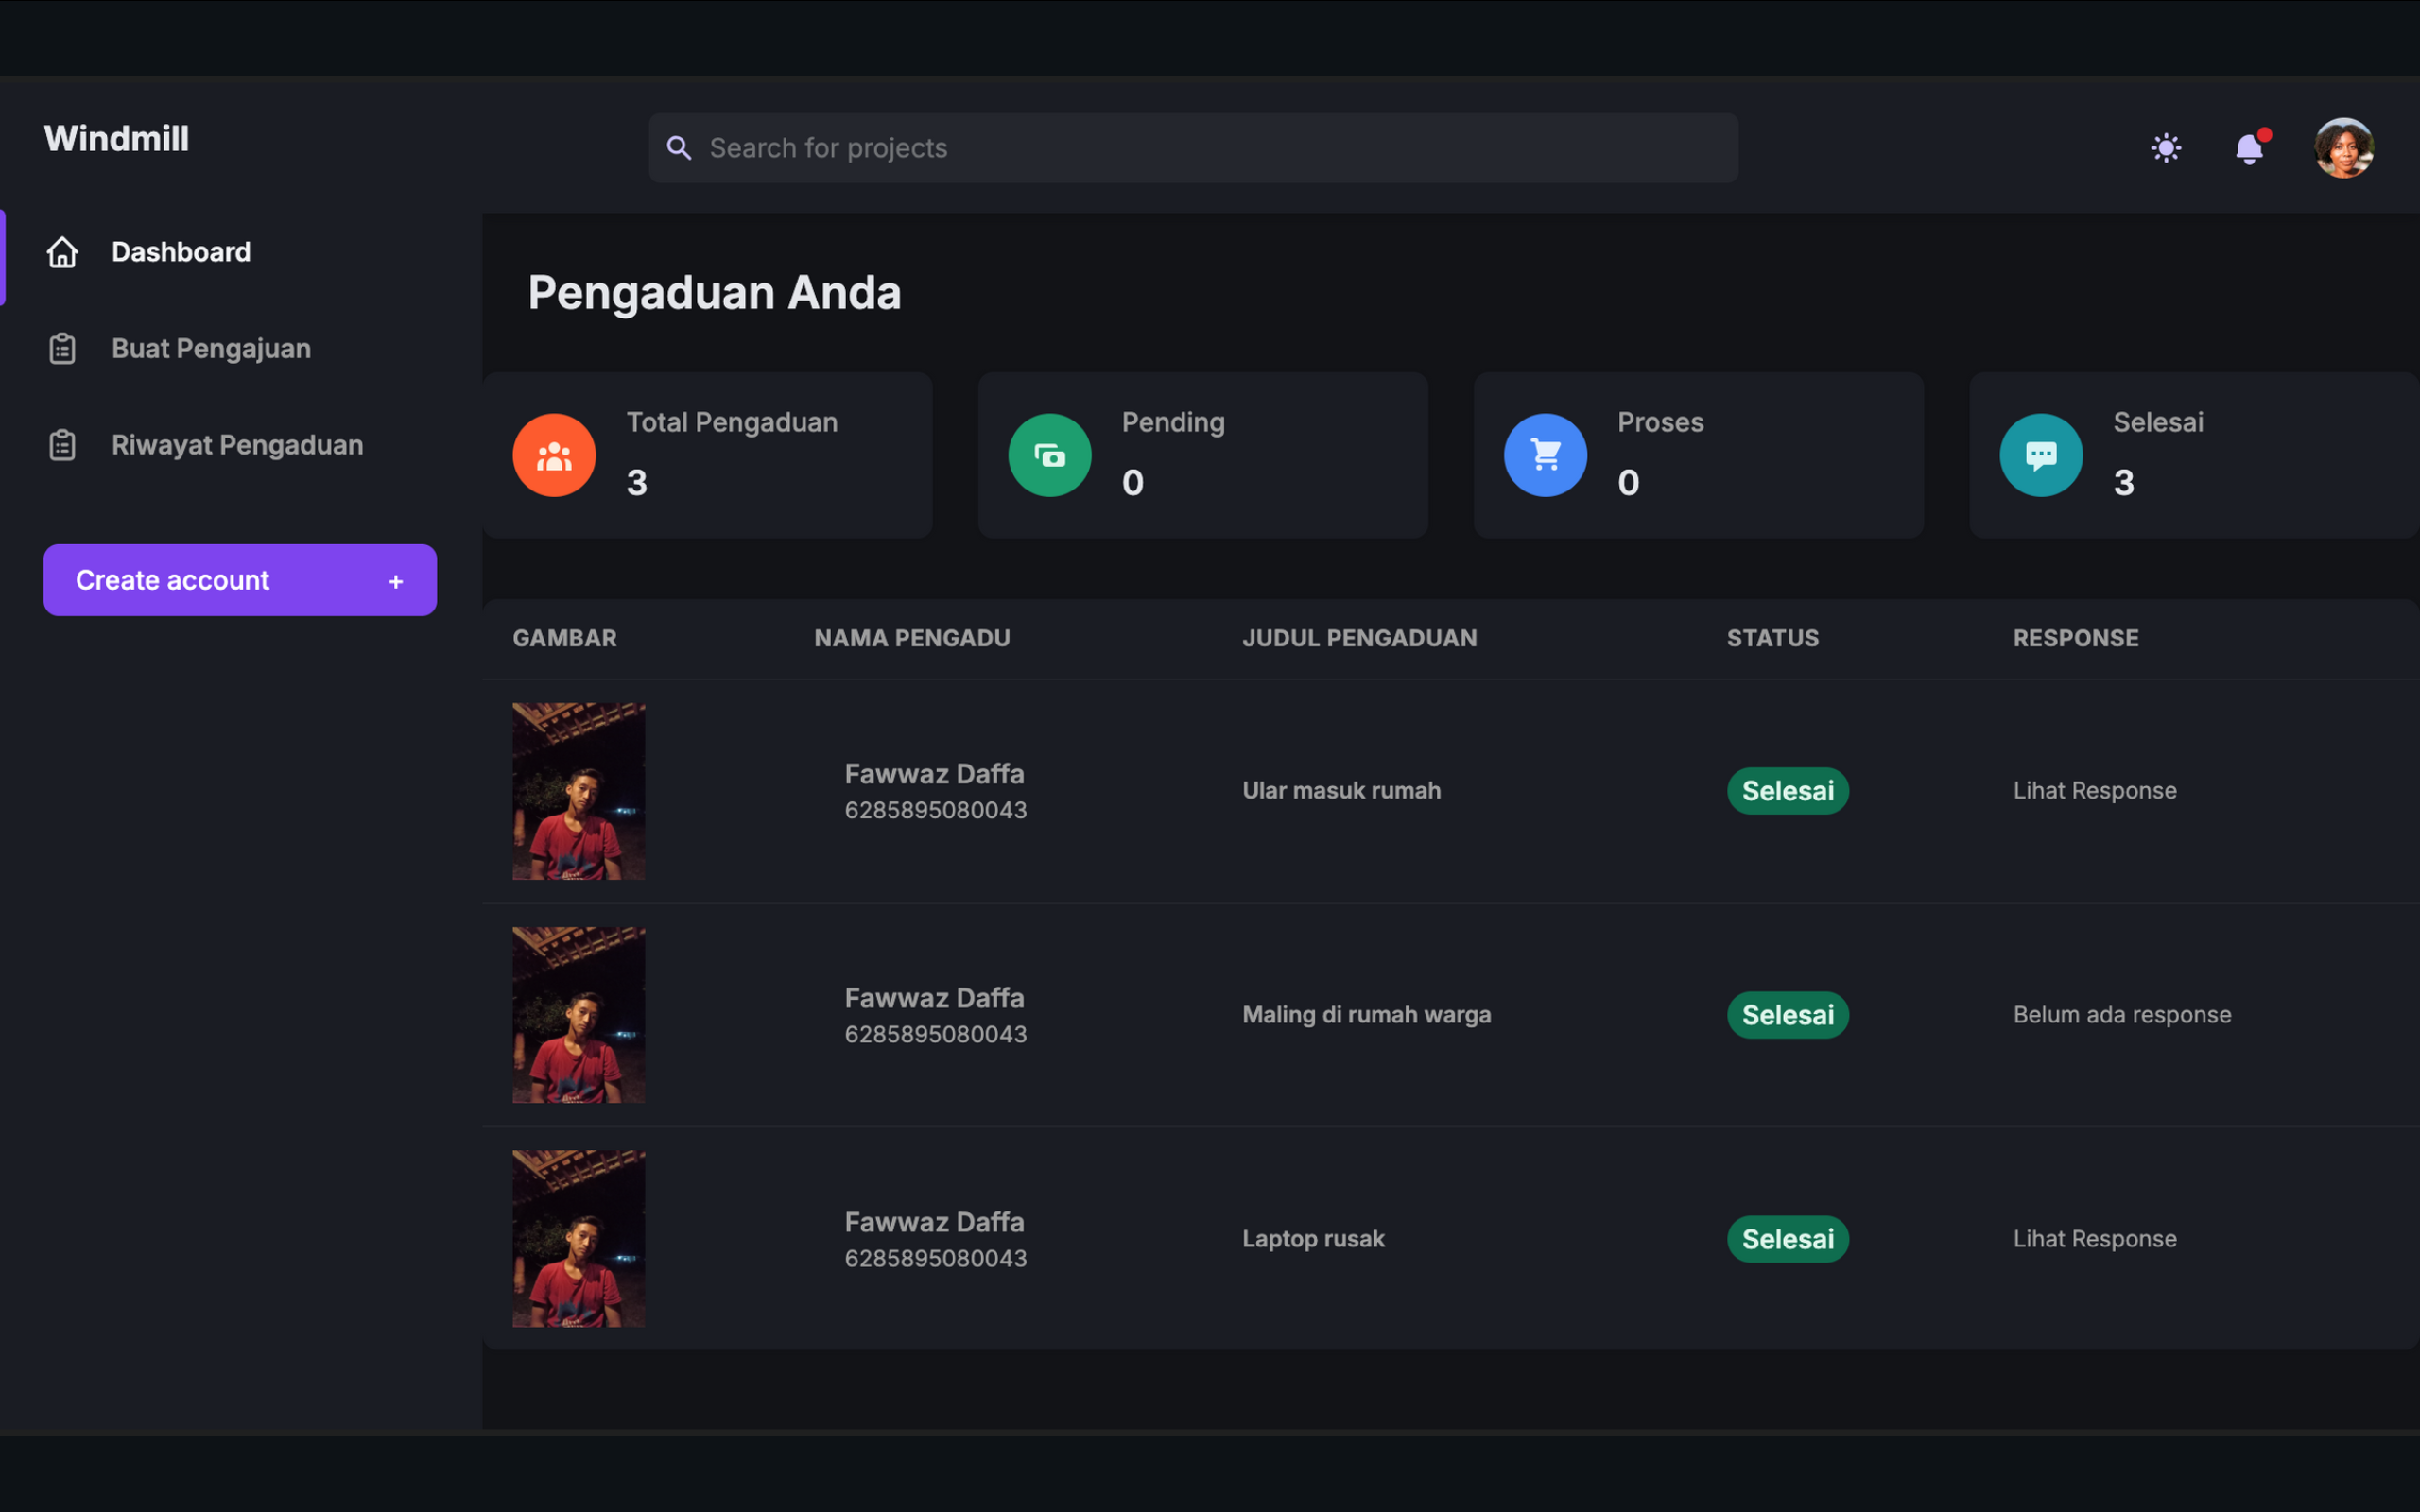 Windmill
Search for projects
Dashboard
Buat Pengajuan
Riwayat Pengaduan
Create account +
Pengaduan Anda
Total Pengaduan
3
Pending
0
Proses
0
Selesai
3
GAMBAR NAMA PENGADU JUDUL PENGADUAN STATUS RESPONSE
Fawwaz Daffa
6285895080043
Ular masuk rumah
Selesai
Lihat Response
Fawwaz Daffa
6285895080043
Maling di rumah warga
Selesai
Belum ada response
Fawwaz Daffa
6285895080043
Laptop rusak
Selesai
Lihat Response